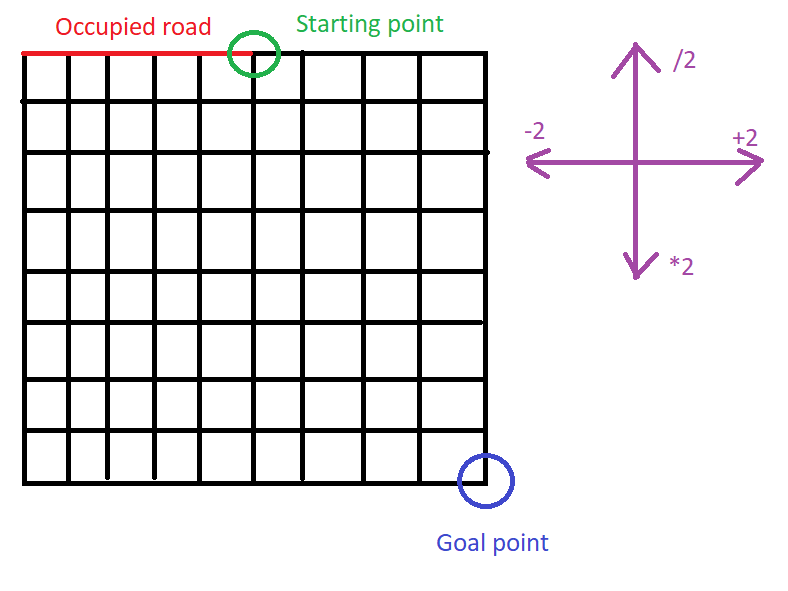 Occupied road
Starting point
/2
-2
+2
*2
Goal point